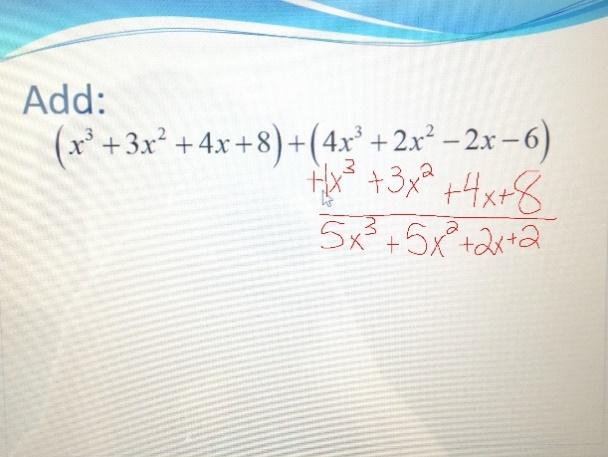 Add:
(x³ + 3x² + 4x + 8) + (4x³ + 2x² − 2x − 6)
+1x³ + 3x² + 4x + 8
5x³ + 5x² + 2x + 2